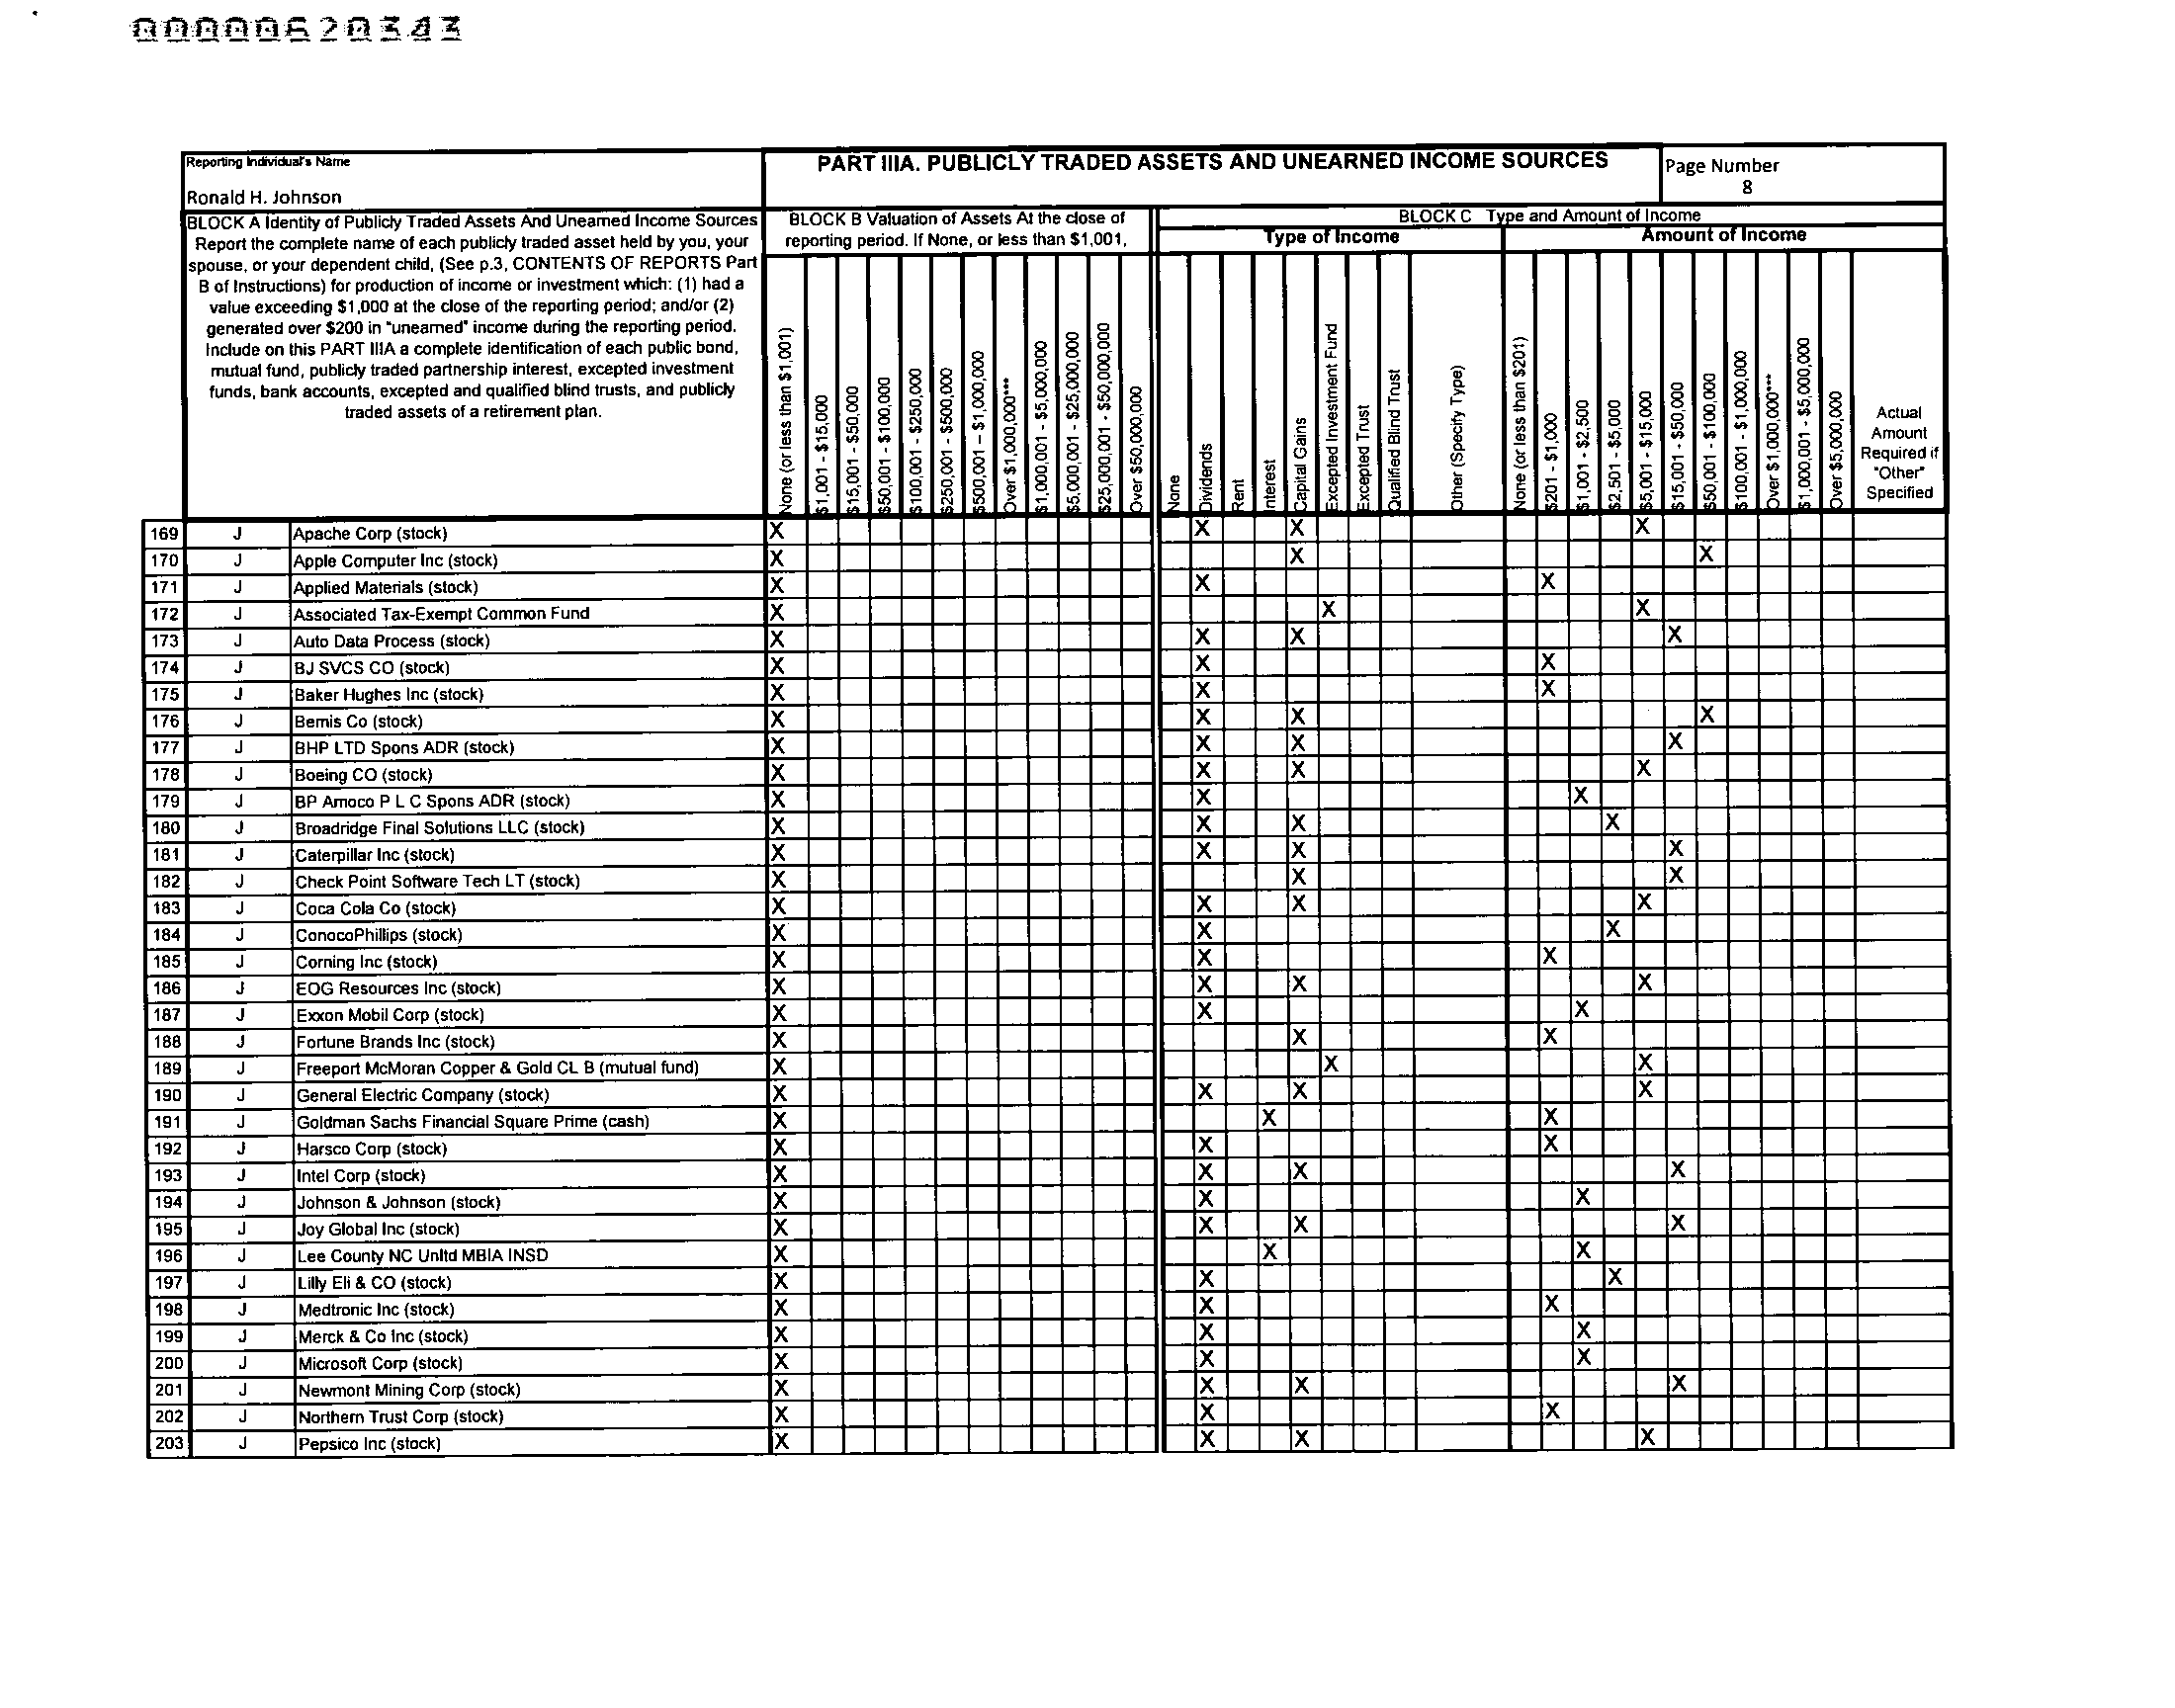 00000620343
Reporting Individual's Name
Ronald H. Johnson
PART IIIA. PUBLICLY TRADED ASSETS AND UNEARNED INCOME SOURCES
Page Number
8
BLOCK A Identity of Publicly Traded Assets And Unearned Income Sources
Report the complete name of each publicly traded asset held by you, your
spouse, or your dependent child, (See p.3, CONTENTS OF REPORTS Part
B of Instructions) for production of income or investment which: (1) had a
value exceeding $1,000 at the close of the reporting period; and/or (2)
generated over $200 in "unearned" income during the reporting period.
Include on this PART IIIA a complete identification of each public bond,
mutual fund, publicly traded partnership interest, excepted investment
funds, bank accounts, excepted and qualified blind trusts, and publicly
traded assets of a retirement plan.
BLOCK B Valuation of Assets At the close of
reporting period. If None, or less than $1,001,
BLOCK C Type and Amount of Income
Type of Income
Amount of Income
None (or less than $1,001)
$1,001 - $15,000
$15,001 - $50,000
$50,001 - $100,000
$100,001 - $250,000
$250,001 - $500,000
$500,001 – $1,000,000
Over $1,000,000***
$1,000,001 - $5,000,000
$5,000,001 - $25,000,000
$25,000,001 - $50,000,000
Over $50,000,000
None
Dividends
Rent
Interest
Capital Gains
Excepted Investment Fund
Excepted Trust
Qualified Blind Trust
Other (Specify Type)
None (or less than $201)
$201 - $1,000
$1,001 - $2,500
$2,501 - $5,000
$5,001 - $15,000
$15,001 - $50,000
$50,001 - $100,000
$100,001 - $1,000,000
Over $1,000,000***
$1,000,001 - $5,000,000
Over $5,000,000
Actual
Amount
Required if
"Other"
Specified
169 J Apache Corp (stock) X X X X
170 J Apple Computer Inc (stock) X X X
171 J Applied Materials (stock) X X X
172 J Associated Tax-Exempt Common Fund X X X
173 J Auto Data Process (stock) X X X X
174 J BJ SVCS CO (stock) X X X
175 J Baker Hughes Inc (stock) X X X
176 J Bemis Co (stock) X X X X
177 J BHP LTD Spons ADR (stock) X X X X
178 J Boeing CO (stock) X X X X
179 J BP Amoco P L C Spons ADR (stock) X X X
180 J Broadridge Final Solutions LLC (stock) X X X X
181 J Caterpillar Inc (stock) X X X X
182 J Check Point Software Tech LT (stock) X X X
183 J Coca Cola Co (stock) X X X X
184 J ConocoPhillips (stock) X X X
185 J Corning Inc (stock) X X X
186 J EOG Resources Inc (stock) X X X X
187 J Exxon Mobil Corp (stock) X X X
188 J Fortune Brands Inc (stock) X X X
189 J Freeport McMoran Copper & Gold CL B (mutual fund) X X X
190 J General Electric Company (stock) X X X X
191 J Goldman Sachs Financial Square Prime (cash) X X X
192 J Harsco Corp (stock) X X X
193 J Intel Corp (stock) X X X X
194 J Johnson & Johnson (stock) X X X
195 J Joy Global Inc (stock) X X X X
196 J Lee County NC Unltd MBIA INSD X X X
197 J Lilly Eli & CO (stock) X X X
198 J Medtronic Inc (stock) X X X
199 J Merck & Co Inc (stock) X X X
200 J Microsoft Corp (stock) X X X
201 J Newmont Mining Corp (stock) X X X X
202 J Northern Trust Corp (stock) X X X
203 J Pepsico Inc (stock) X X X X